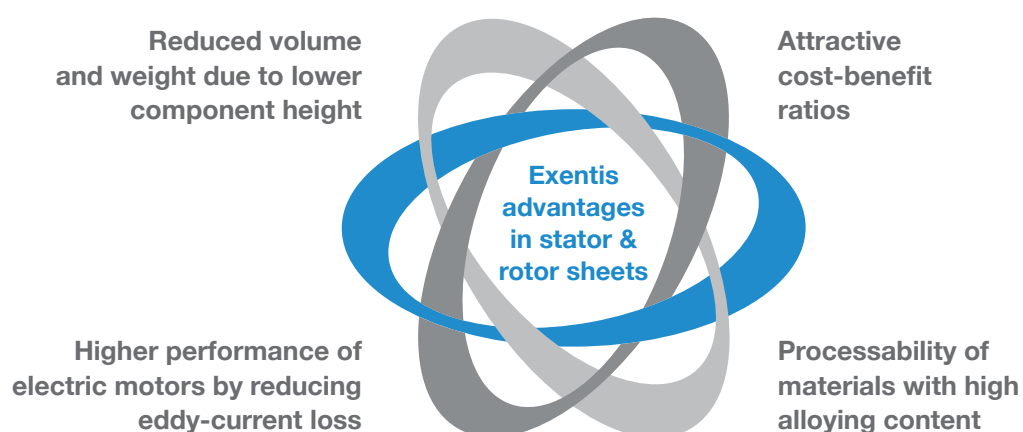 Reduced volume
and weight due to lower
component height
Attractive
cost-benefit
ratios
Exentis
advantages
in stator &
rotor sheets
Higher performance of
electric motors by reducing
eddy-current loss
Processability of
materials with high
alloying content